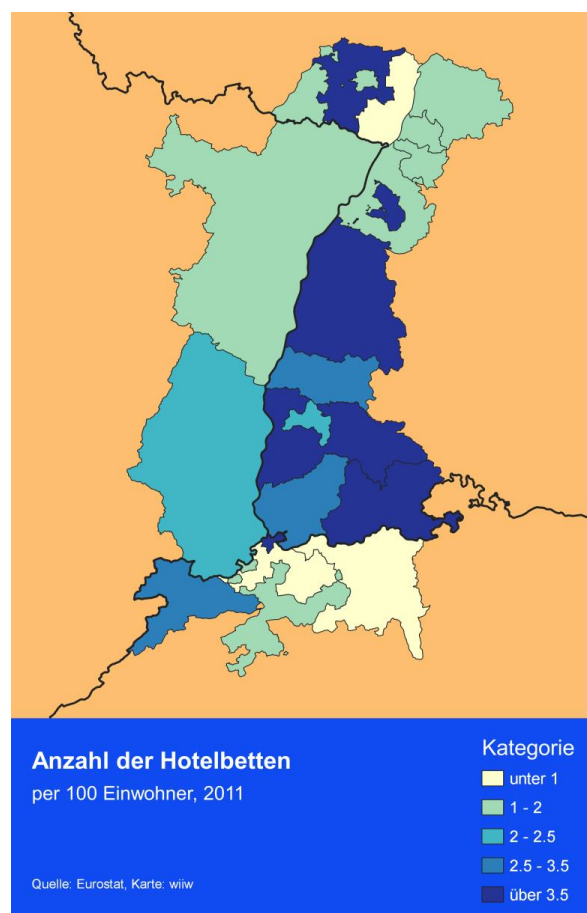 Anzahl der Hotelbetten
per 100 Einwohner, 2011
Quelle: Eurostat, Karte: wiiw
Kategorie
unter 1
1 - 2
2 - 2.5
2.5 - 3.5
über 3.5